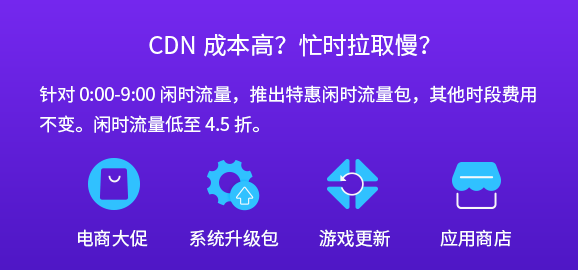 CDN 成本高？忙时拉取慢？
针对 0:00-9:00 闲时流量，推出特惠闲时流量包，其他时段费用
不变。闲时流量低至 4.5 折。
电商大促
系统升级包
游戏更新
应用商店